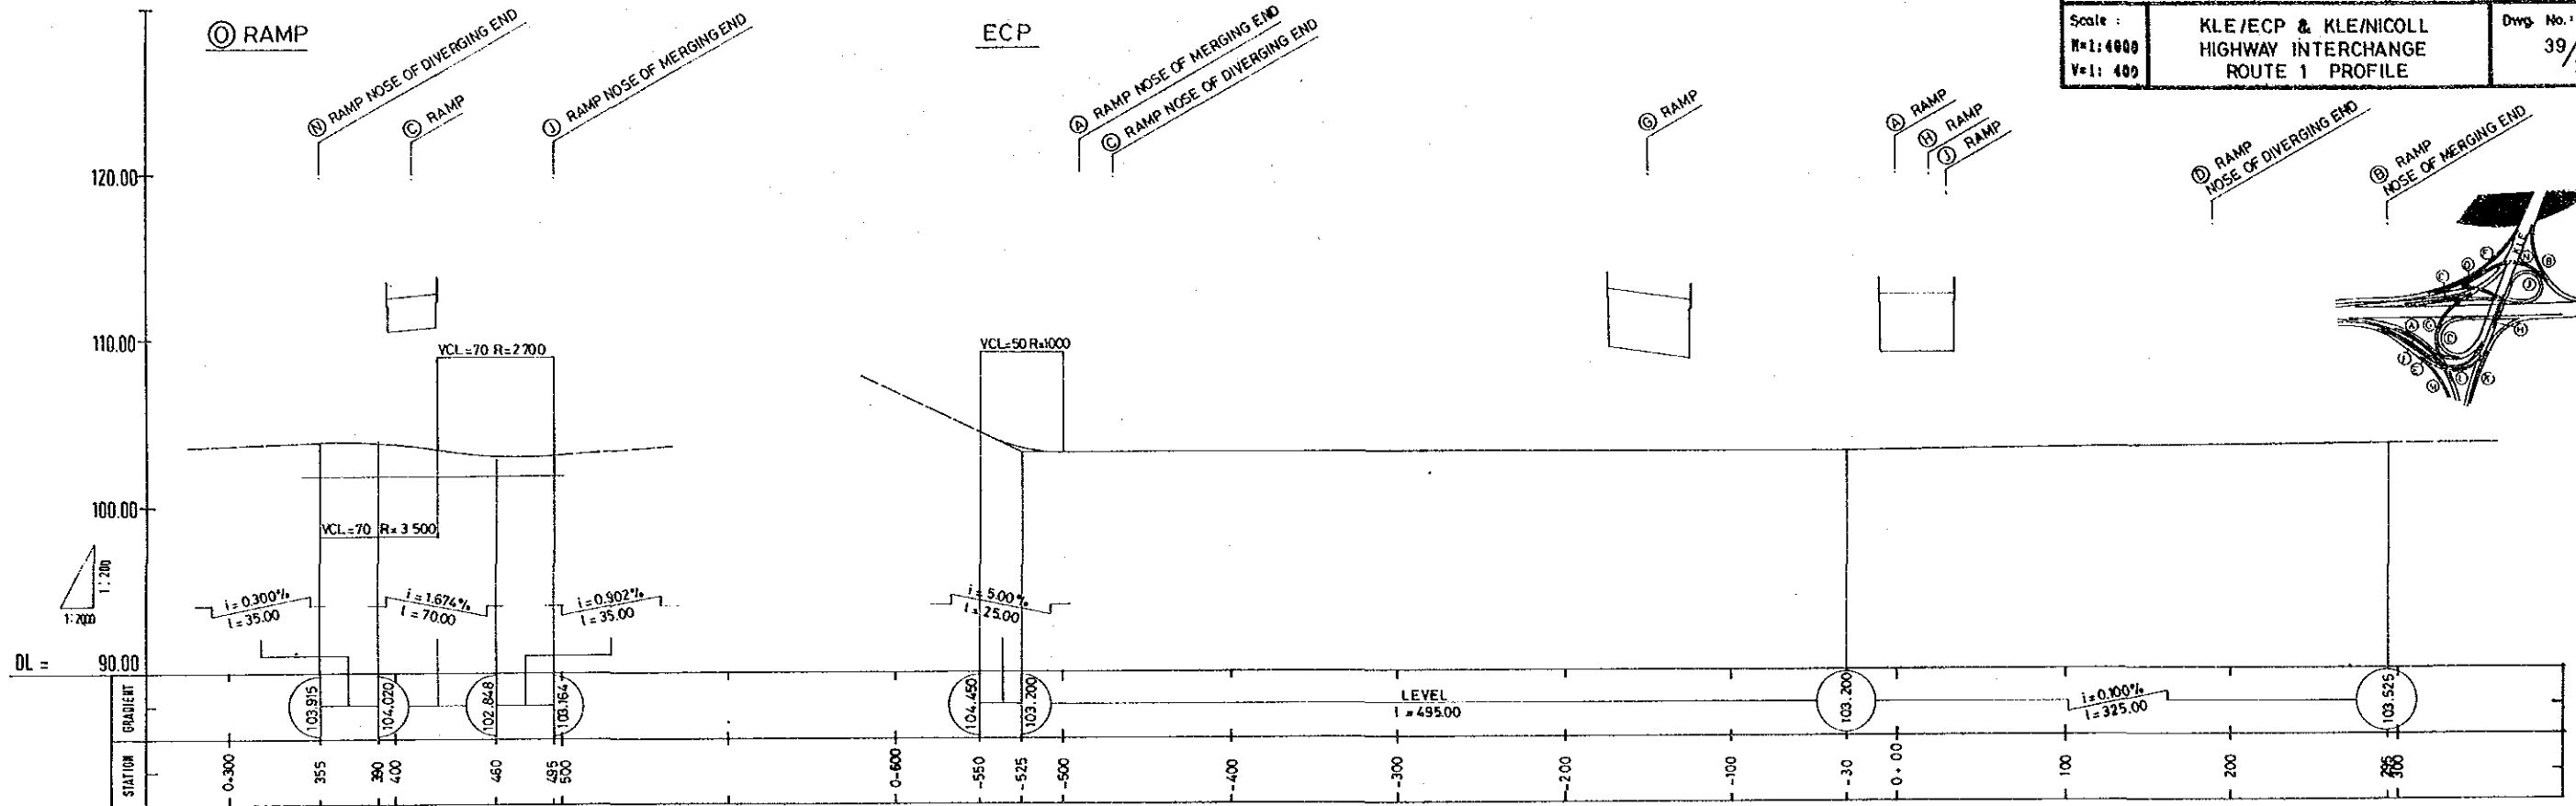 Ⓞ RAMP
ECP
Scale :
H=1:4000
V=1: 400
KLE/ECP & KLE/NICOLL
HIGHWAY INTERCHANGE
ROUTE 1 PROFILE
Dwg. No.:
39/
Ⓝ RAMP NOSE OF DIVERGING END
Ⓒ RAMP
Ⓙ RAMP NOSE OF MERGING END
Ⓐ RAMP NOSE OF MERGING END
Ⓒ RAMP NOSE OF DIVERGING END
Ⓖ RAMP
Ⓐ RAMP
Ⓗ RAMP
Ⓙ RAMP
Ⓓ RAMP
NOSE OF DIVERGING END
Ⓑ RAMP
NOSE OF MERGING END
KLE
120.00
110.00
100.00
DL = 90.00
VCL=70 R=2700
VCL=50 R=1000
VCL=70 R=3500
1:200
1:2000
i=0.300%
l=35.00
i=1.674%
l=70.00
i=0.902%
l=35.00
i=5.00%
l=25.00
GRADIENT
103.915
104.020
102.848
103.164
104.450
103.200
LEVEL
l=495.00
103.200
i=0.100%
l=325.00
103.525
STATION
0+300
355
390
400
460
495
500
0-600
-550
-525
-500
-400
-300
-200
-100
-30
0+00
100
200
295
300